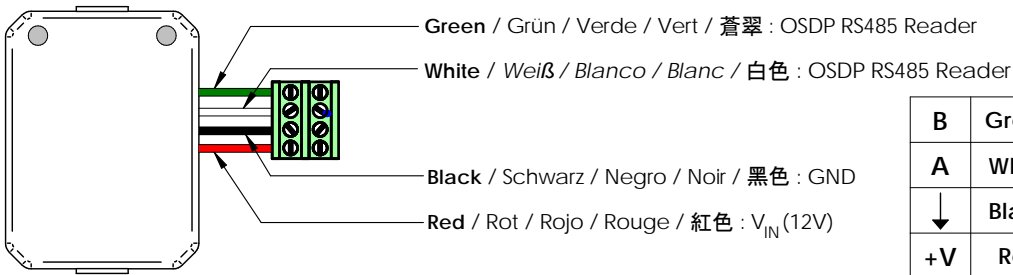 Green / Grün / Verde / Vert / 蒼翠 : OSDP RS485 Reader
White / Weiß / Blanco / Blanc / 白色 : OSDP RS485 Reader
Black / Schwarz / Negro / Noir / 黑色 : GND
Red / Rot / Rojo / Rouge / 紅色 : VIN (12V)
B
A
↓
+V